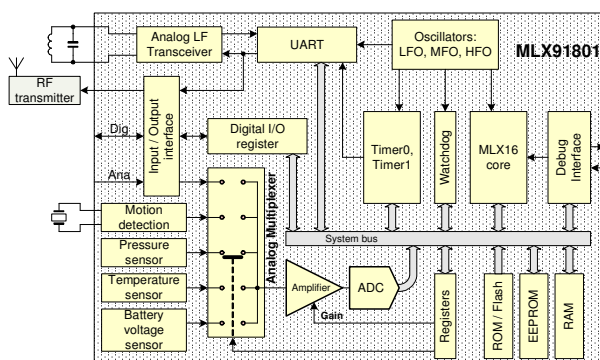 Analog LF
Transceiver
UART
Oscillators:
LFO, MFO, HFO
MLX91801
RF
transmitter
Dig
Ana
Input / Output
interface
Digital I/O
register
Timer0,
Timer1
Watchdog
MLX16
core
Debug
Interface
Motion
detection
Pressure
sensor
Temperature
sensor
Battery
voltage
sensor
Analog Multiplexer
System bus
Amplifier
ADC
Gain
Registers
ROM / Flash
EEPROM
RAM